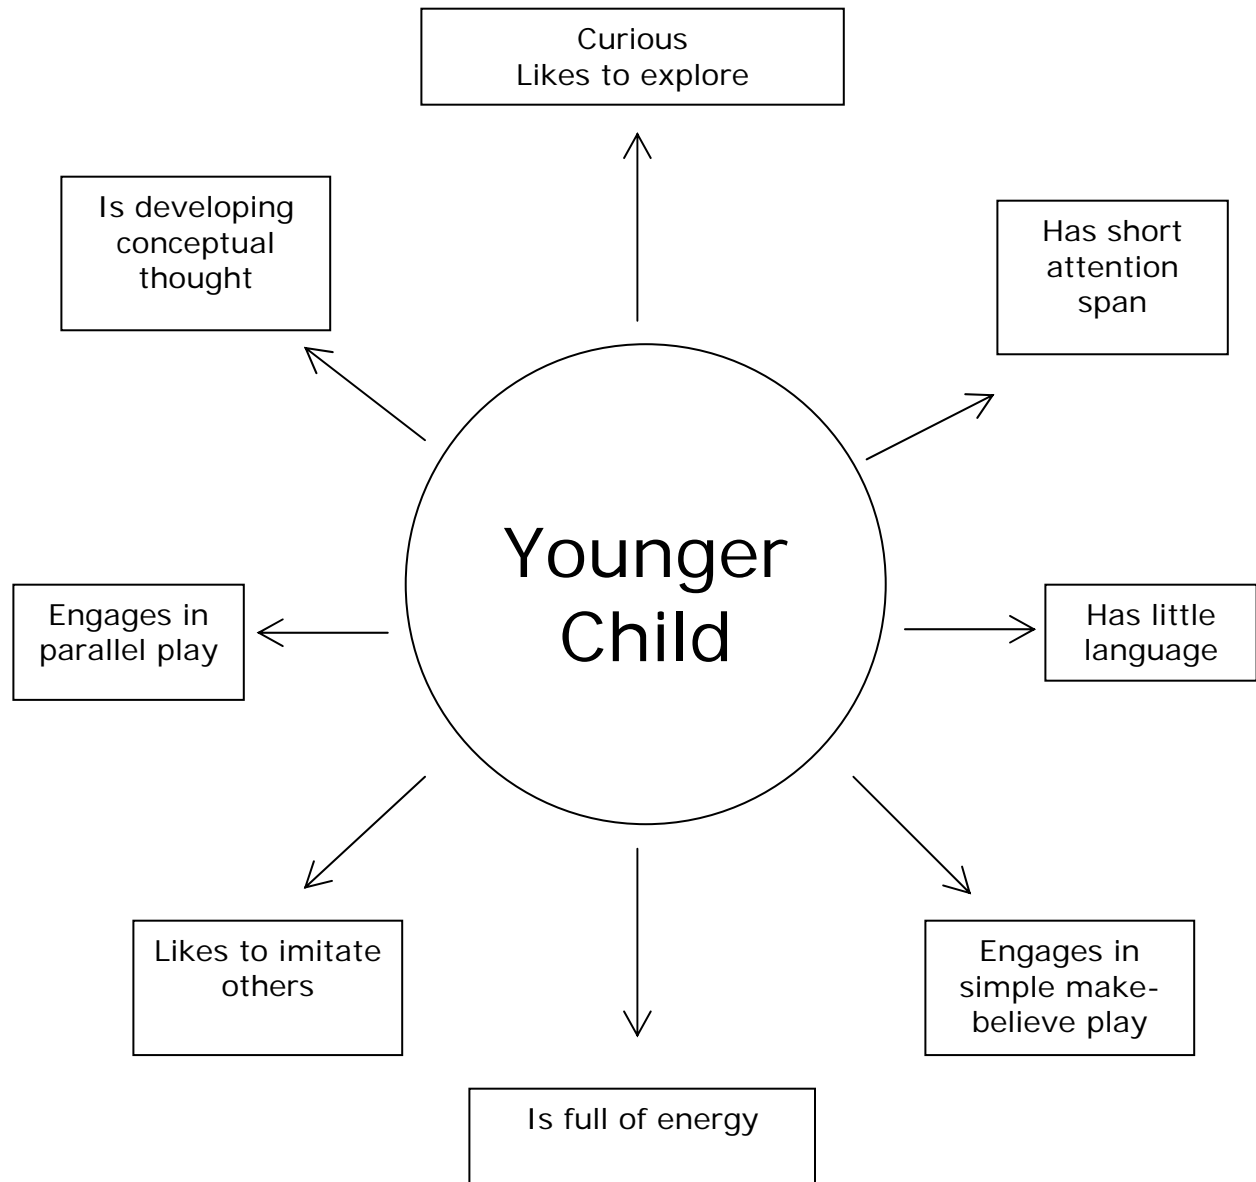 Curious
Likes to explore
Is developing
conceptual
thought
Has short
attention
span
Younger
Child
Engages in
parallel play
Has little
language
Likes to imitate
others
Engages in
simple make-
believe play
Is full of energy